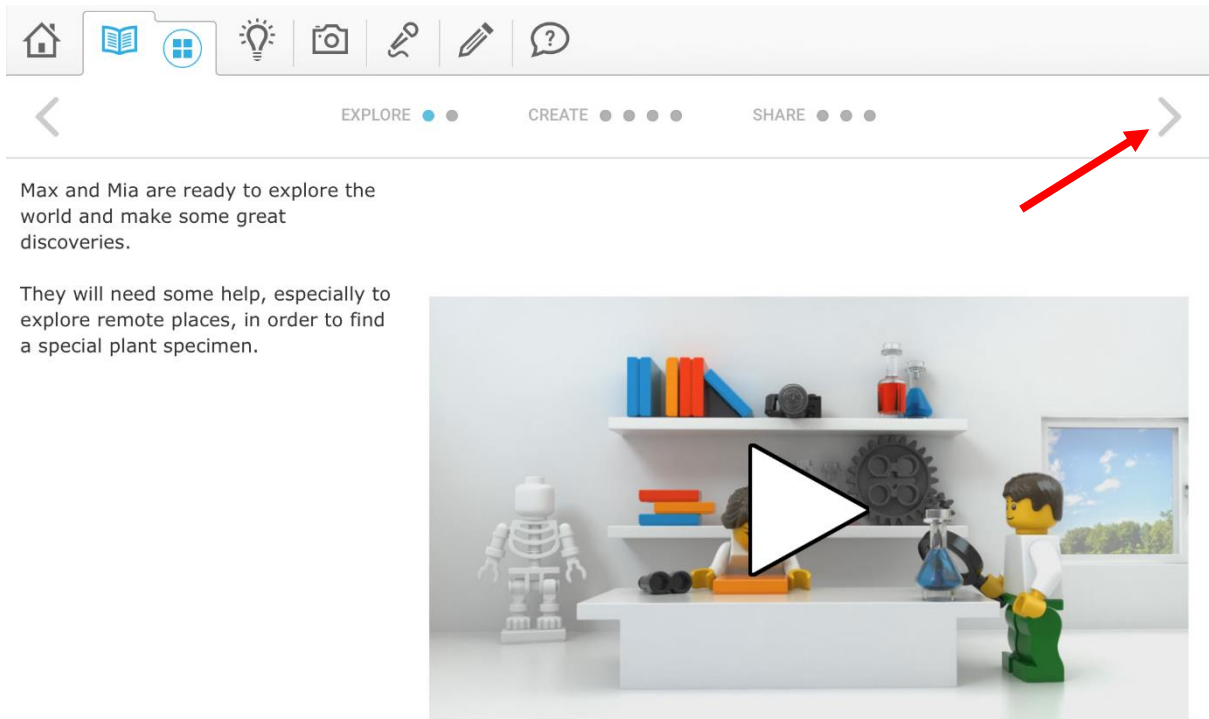 EXPLORE CREATE SHARE
Max and Mia are ready to explore the
world and make some great
discoveries.
They will need some help, especially to
explore remote places, in order to find
a special plant specimen.